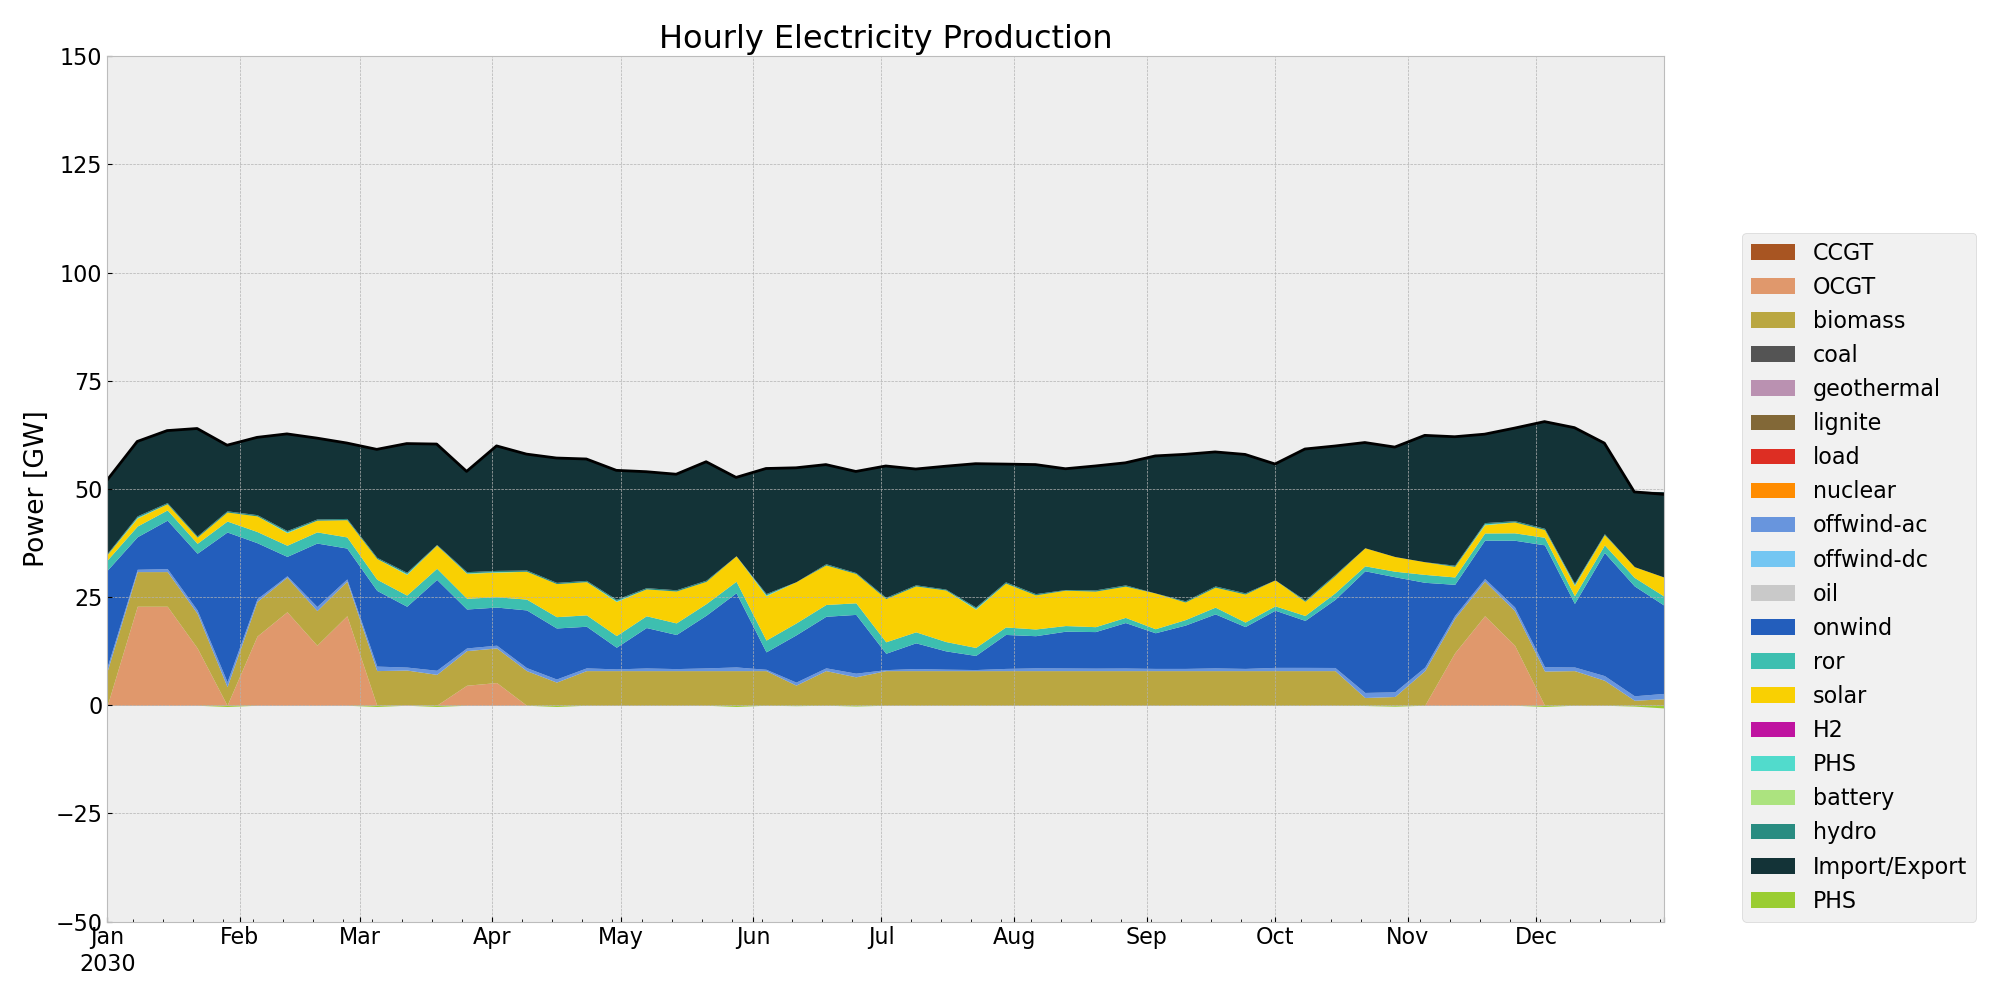 Hourly Electricity Production
Power [GW]
150
125
100
75
50
25
0
−25
−50
Jan Feb Mar Apr May Jun Jul Aug Sep Oct Nov Dec
2030
CCGT
OCGT
biomass
coal
geothermal
lignite
load
nuclear
offwind-ac
offwind-dc
oil
onwind
ror
solar
H2
PHS
battery
hydro
Import/Export
PHS